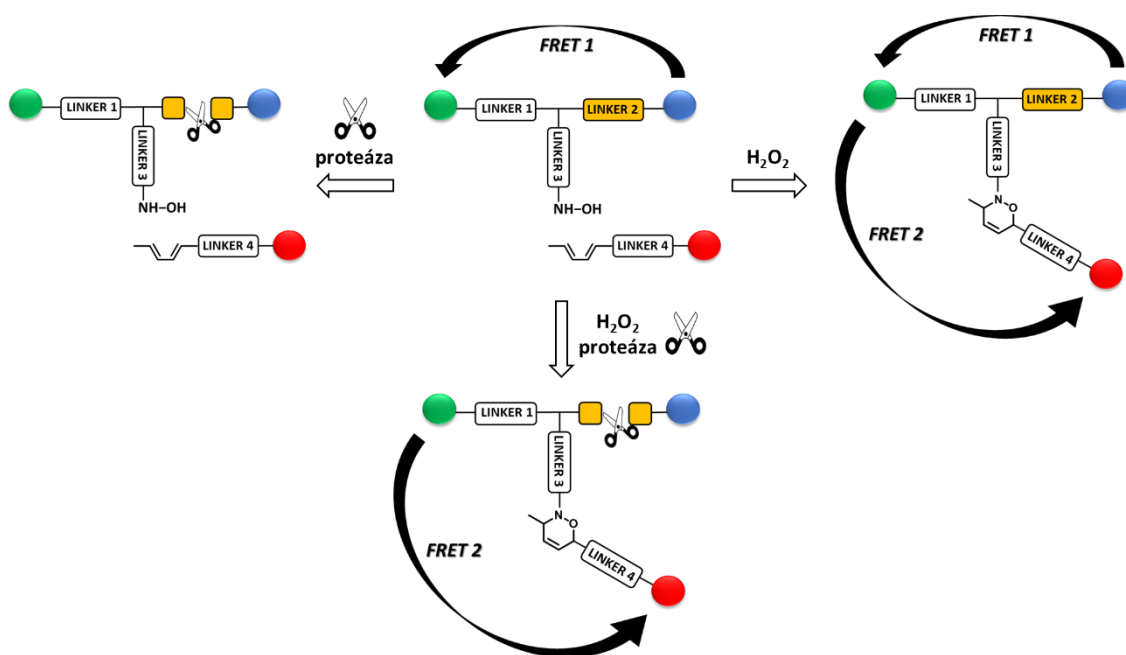 FRET 1
LINKER 1
LINKER 3
NH–OH
LINKER 4
proteáza
FRET 1
LINKER 1
LINKER 2
LINKER 3
NH–OH
LINKER 4
H₂O₂
FRET 1
LINKER 1
LINKER 2
LINKER 3
N
O
LINKER 4
FRET 2
H₂O₂
proteáza
LINKER 1
LINKER 3
N
O
LINKER 4
FRET 2